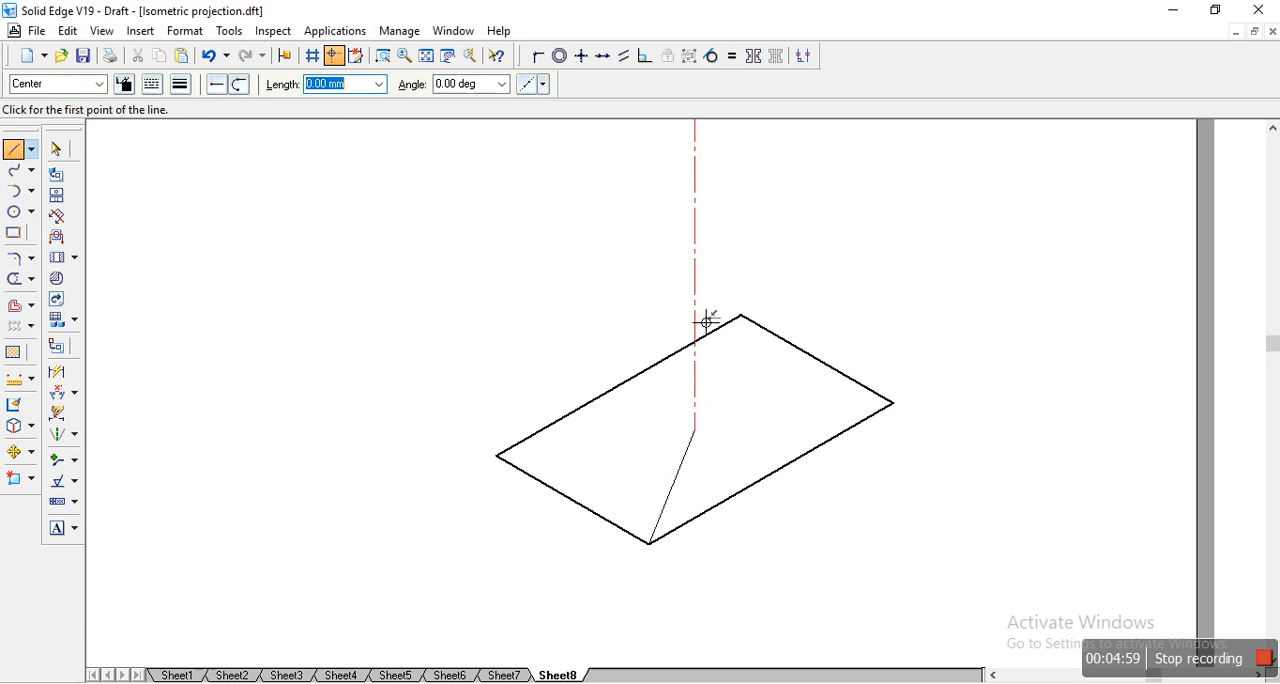 Solid Edge V19 - Draft - [Isometric projection.dft]
File Edit View Insert Format Tools Inspect Applications Manage Window Help
Center Length: 0.00 mm Angle: 0.00 deg
Click for the first point of the line.
A
Activate Windows
Go to Settings to activate Windows.
00:04:59 Stop recording
Sheet1 Sheet2 Sheet3 Sheet4 Sheet5 Sheet6 Sheet7 Sheet8